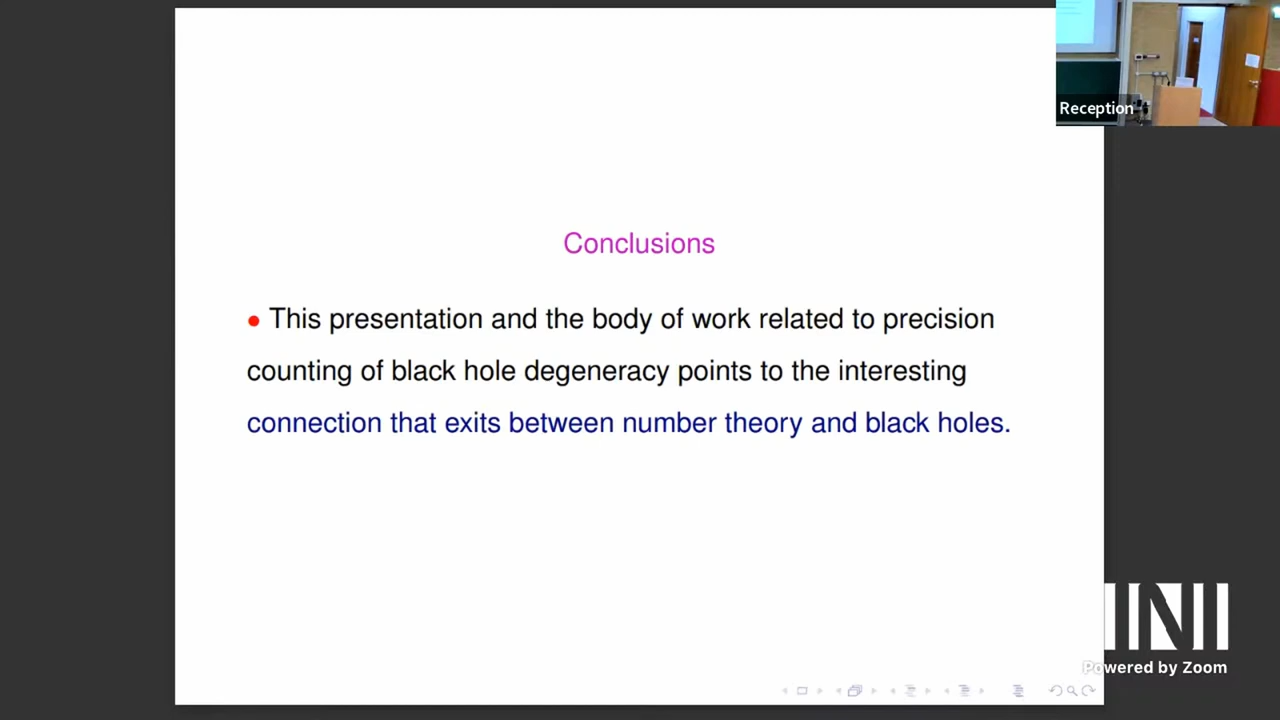 Reception
Conclusions
• This presentation and the body of work related to precision
counting of black hole degeneracy points to the interesting
connection that exits between number theory and black holes.
INI
Powered by Zoom